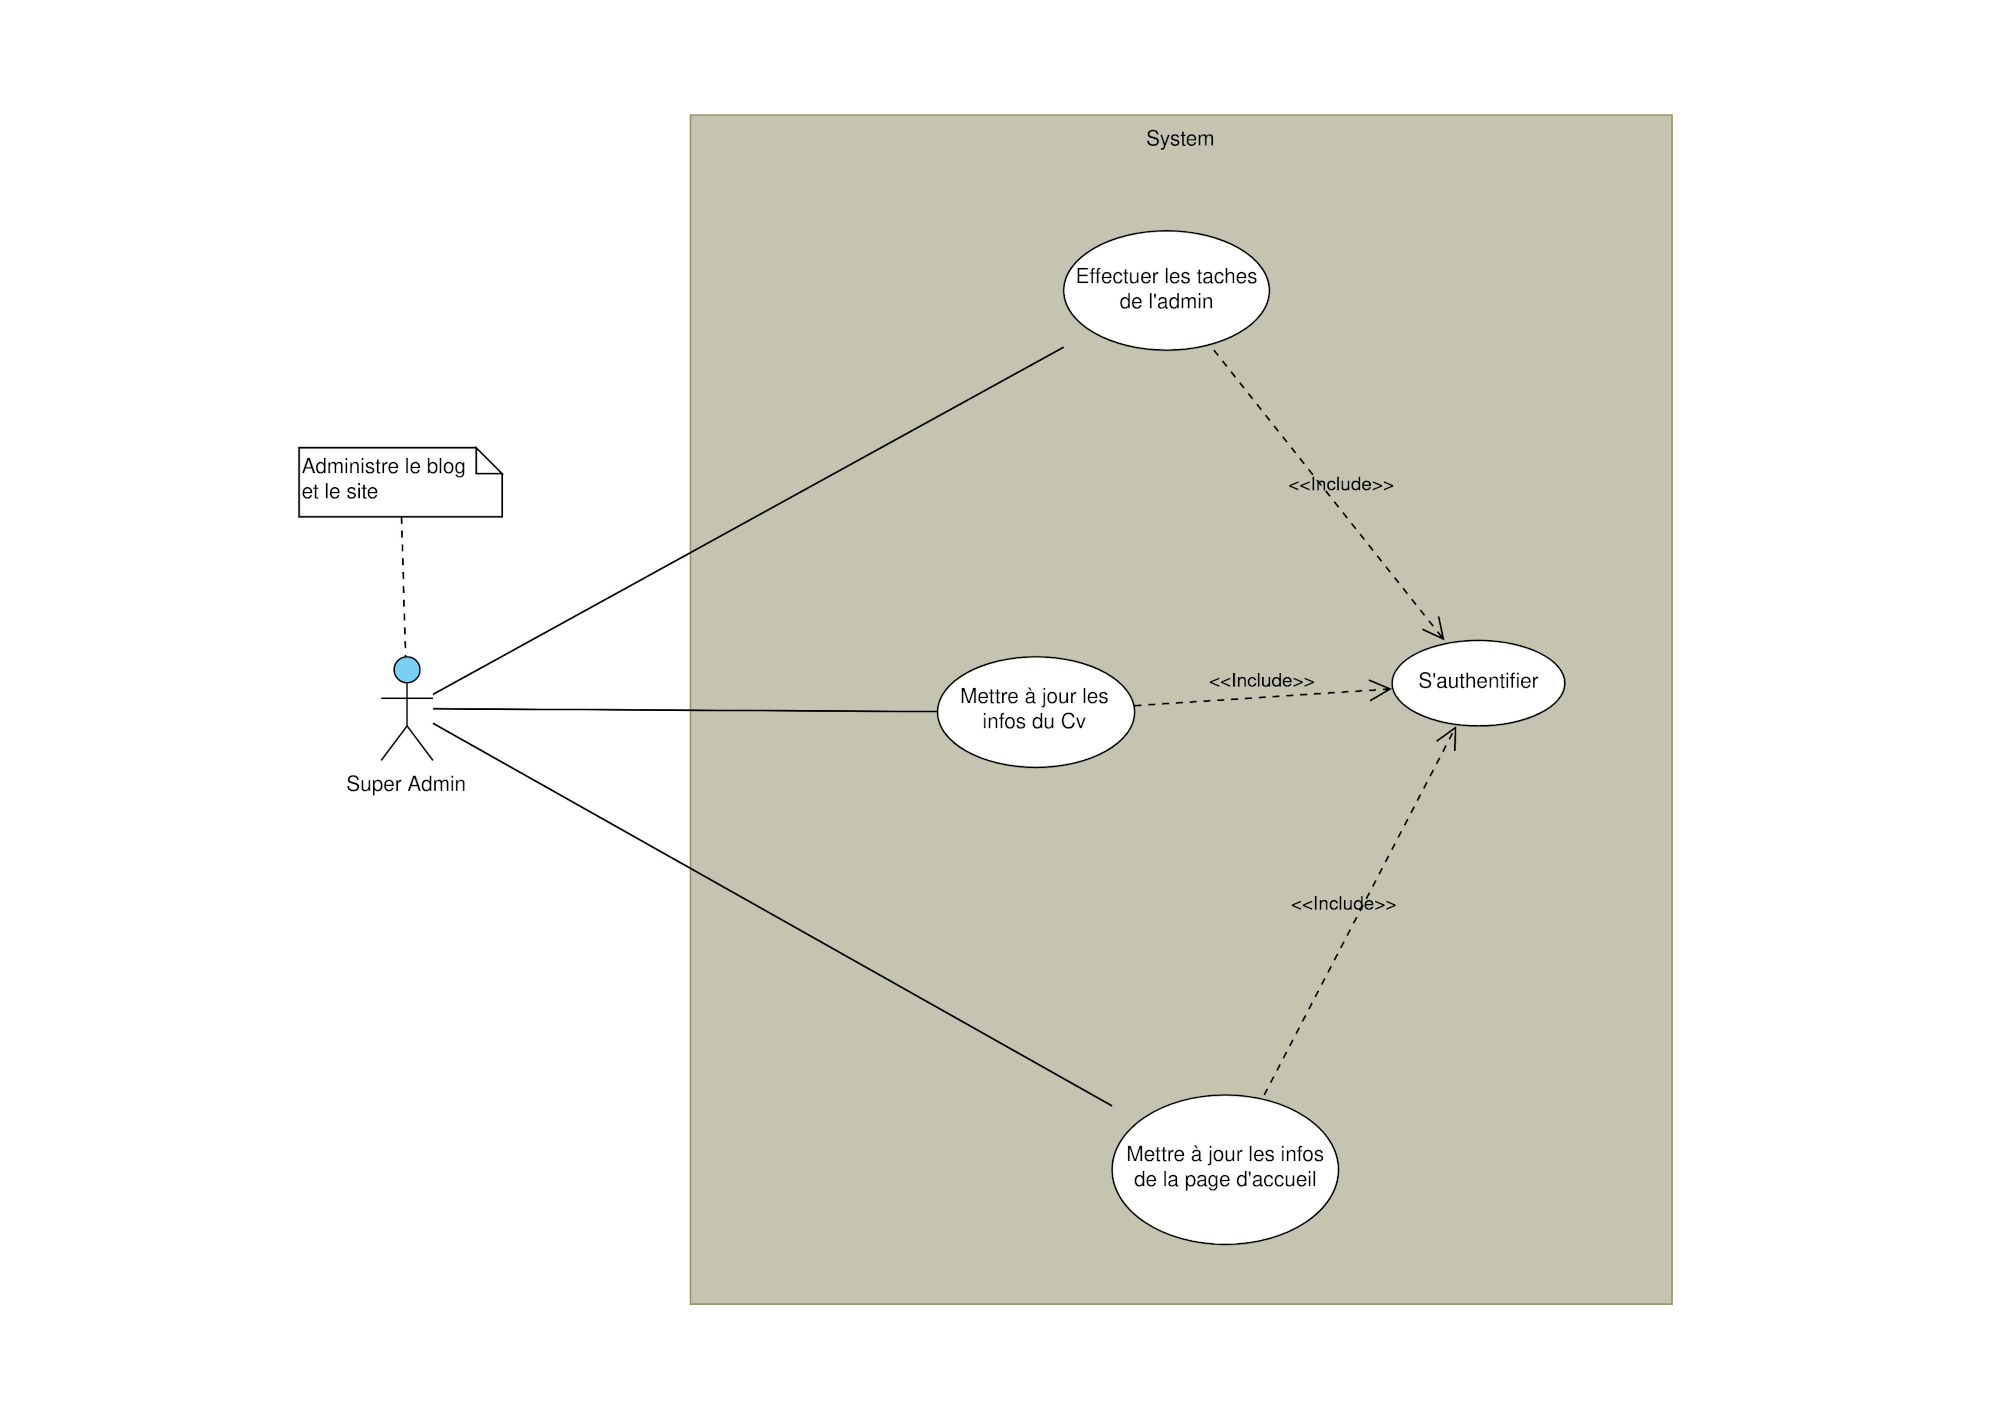 System
Effectuer les taches
de l'admin
Administre le blog
et le site
<<Include>>
Mettre à jour les
infos du Cv
<<Include>>
S'authentifier
Super Admin
<<Include>>
Mettre à jour les infos
de la page d'accueil